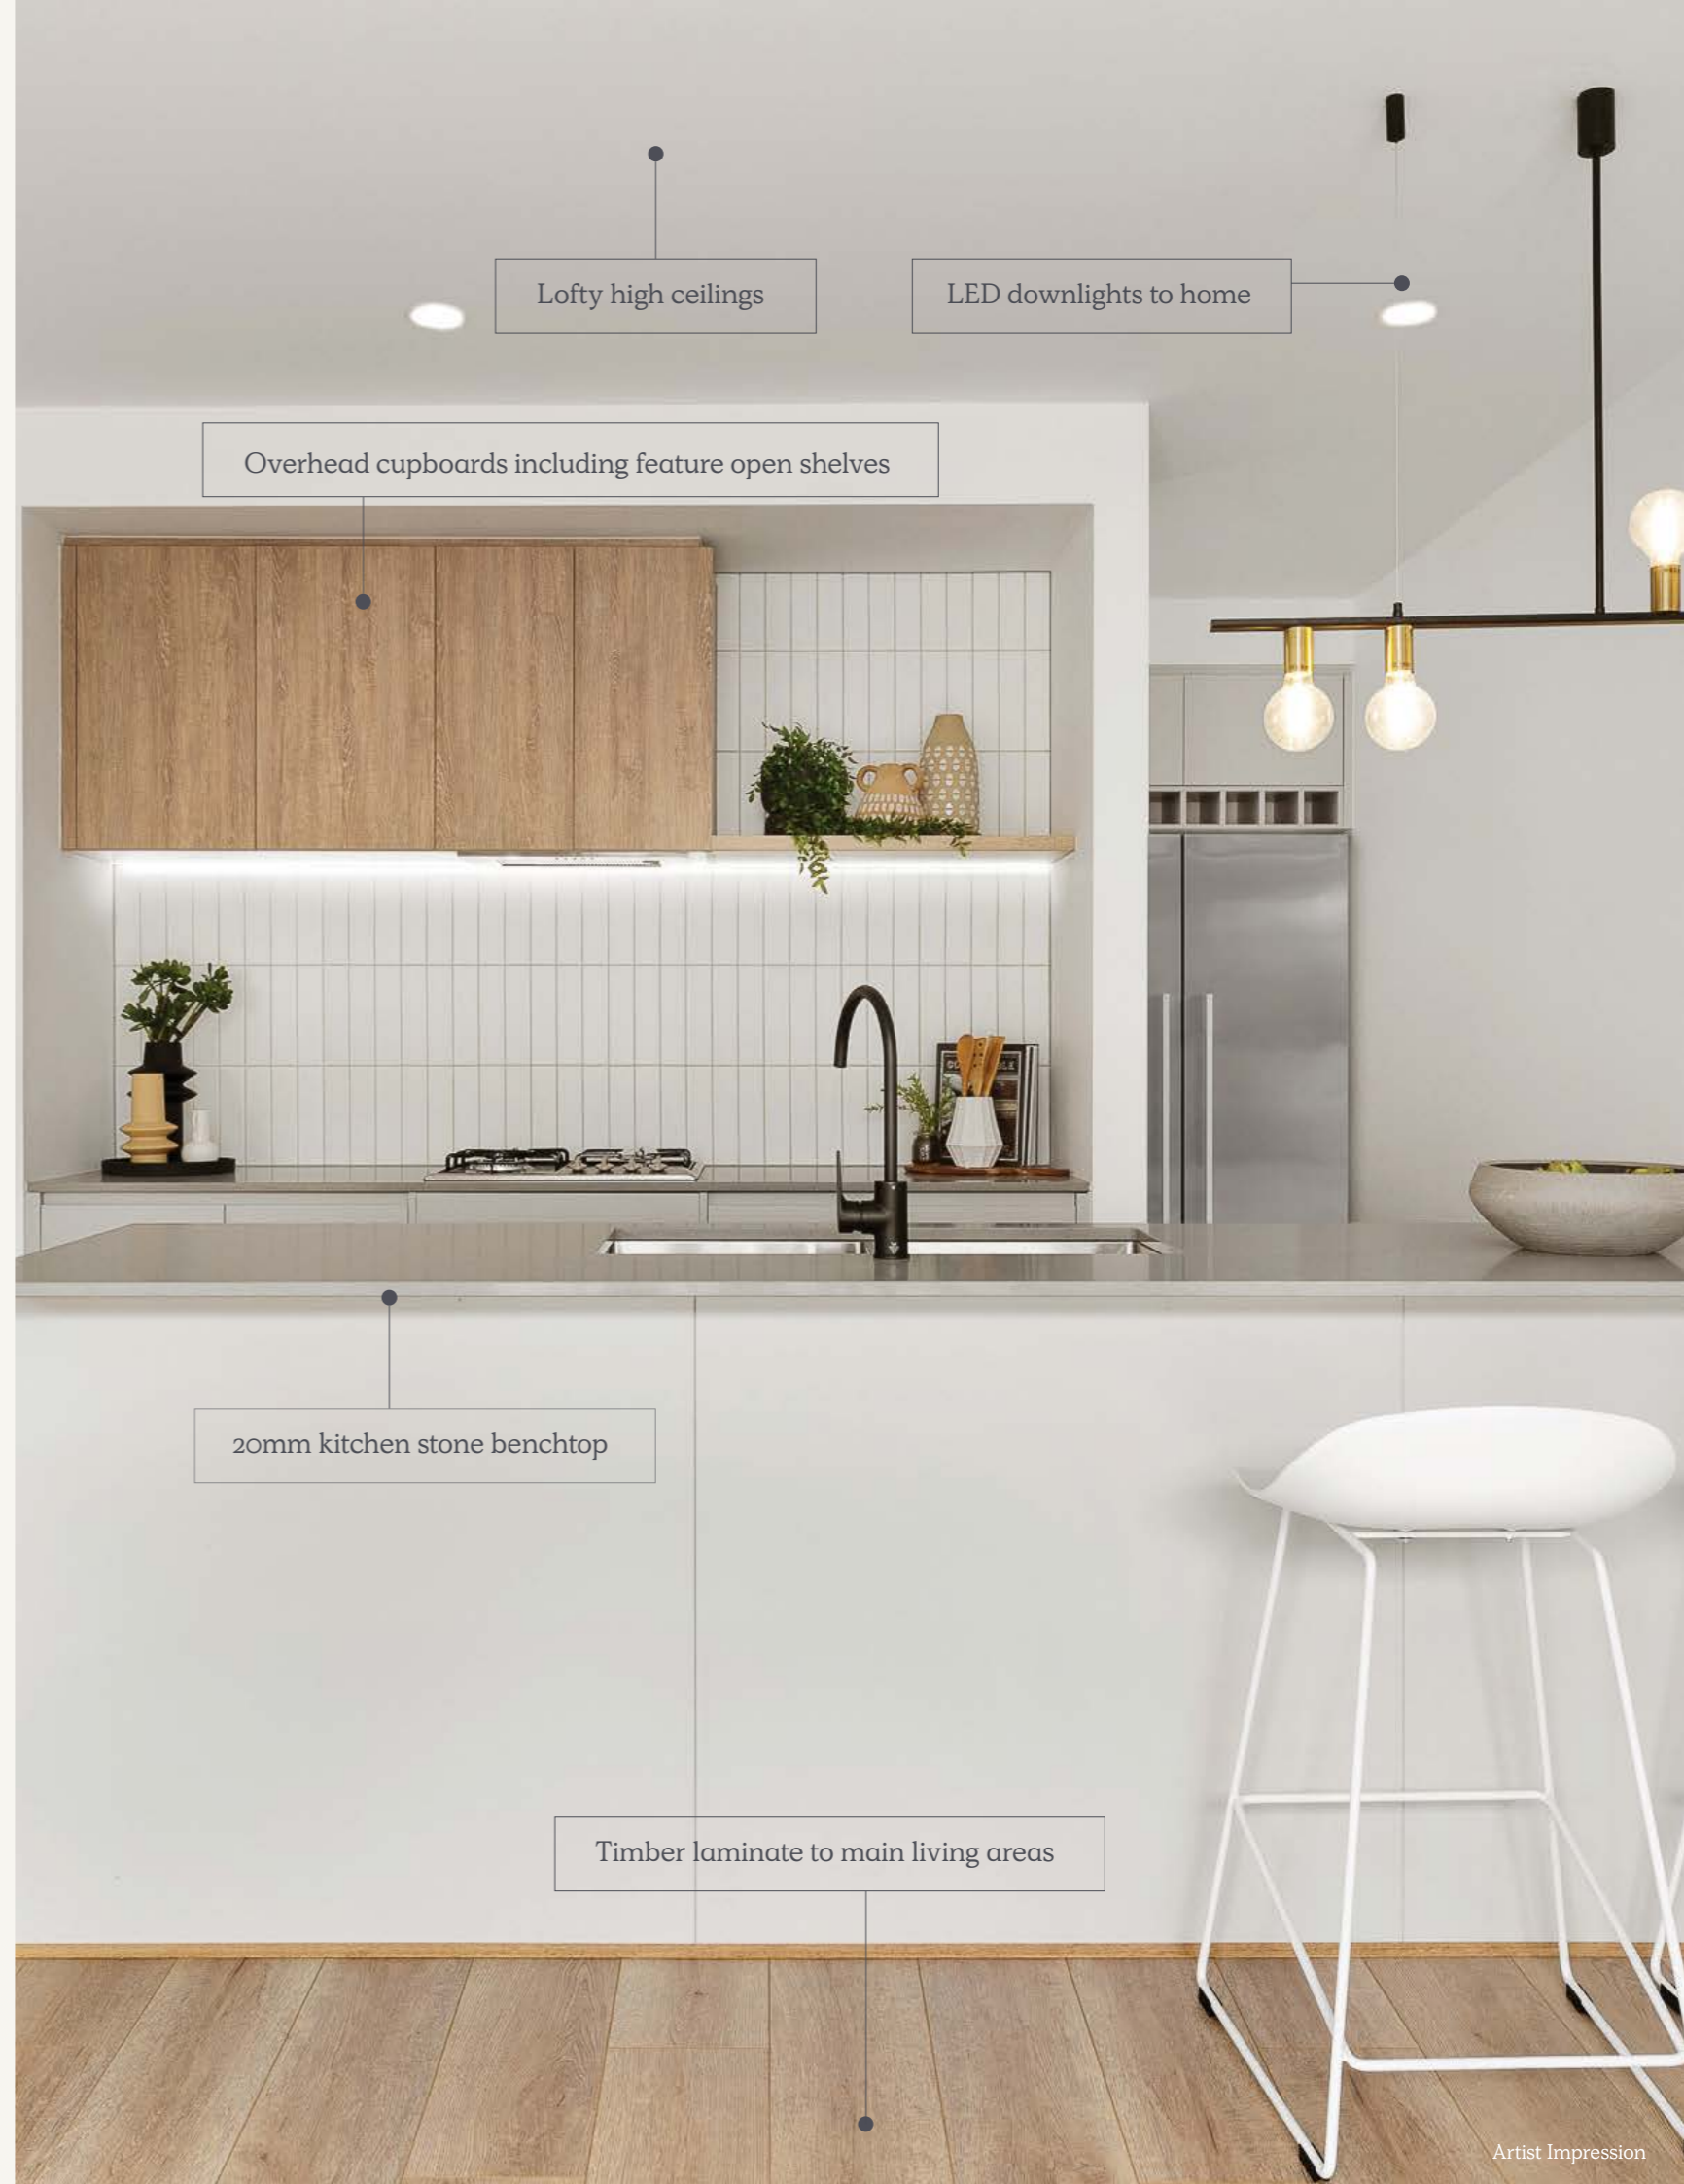 Lofty high ceilings
LED downlights to home
Overhead cupboards including feature open shelves
20mm kitchen stone benchtop
Timber laminate to main living areas
Artist Impression